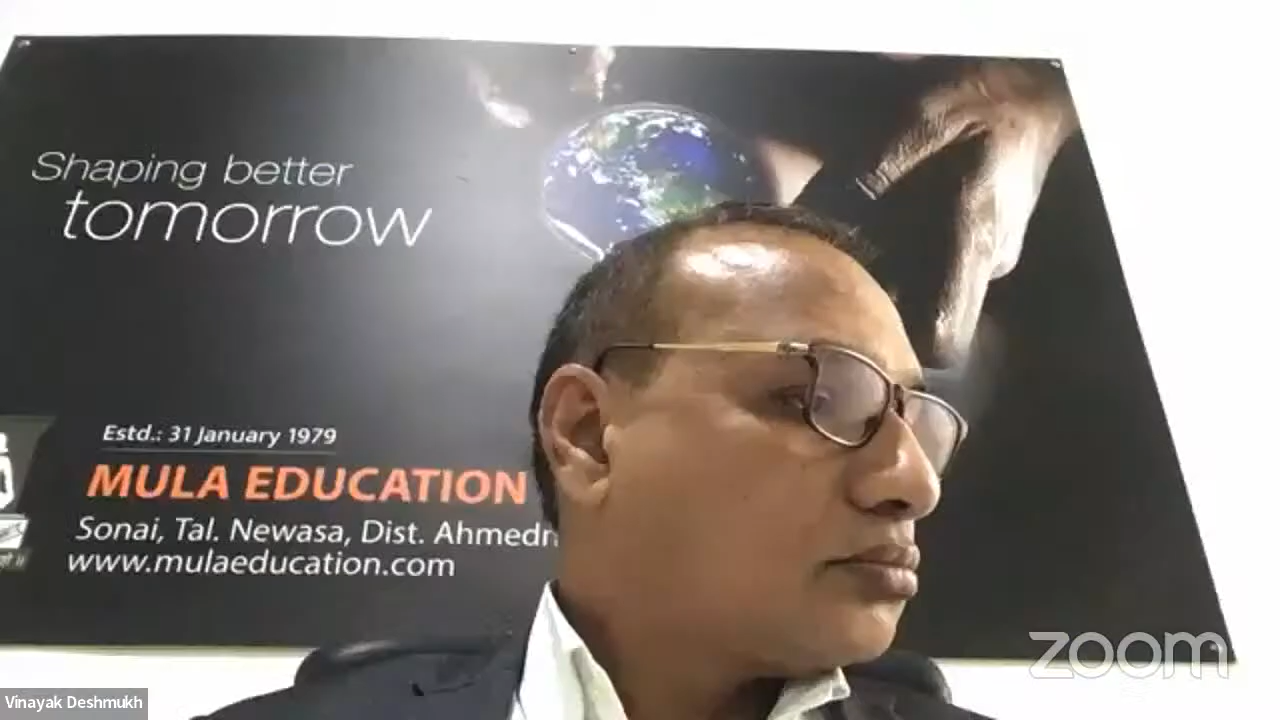 Shaping better
tomorrow
Estd.: 31 January 1979
MULA EDUCATION
Sonai, Tal. Newasa, Dist. Ahmedn
www.mulaeducation.com
zoom
Vinayak Deshmukh